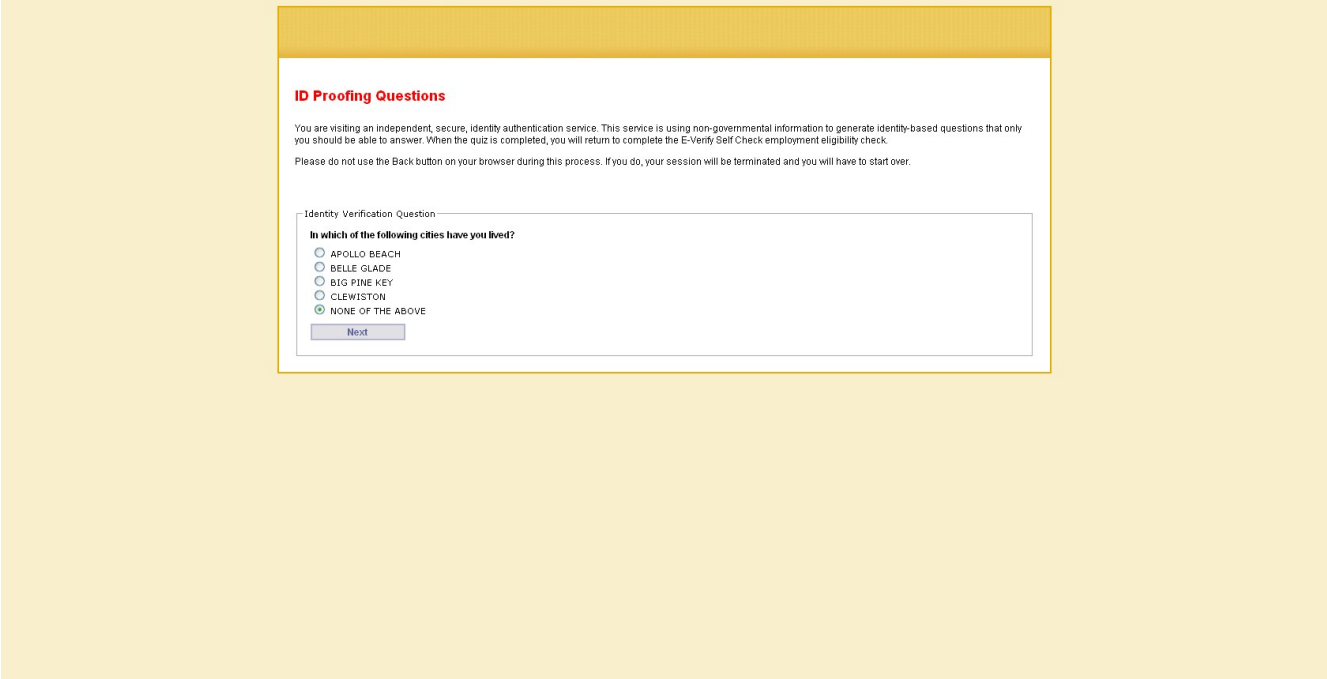 ID Proofing Questions
You are visiting an independent, secure, identity authentication service. This service is using non-governmental information to generate identity-based questions that only
you should be able to answer. When the quiz is completed, you will return to complete the E-Verify Self Check employment eligibility check.
Please do not use the Back button on your browser during this process. If you do, your session will be terminated and you will have to start over.
Identity Verification Question
In which of the following cities have you lived?
APOLLO BEACH
BELLE GLADE
BIG PINE KEY
CLEWISTON
NONE OF THE ABOVE
Next